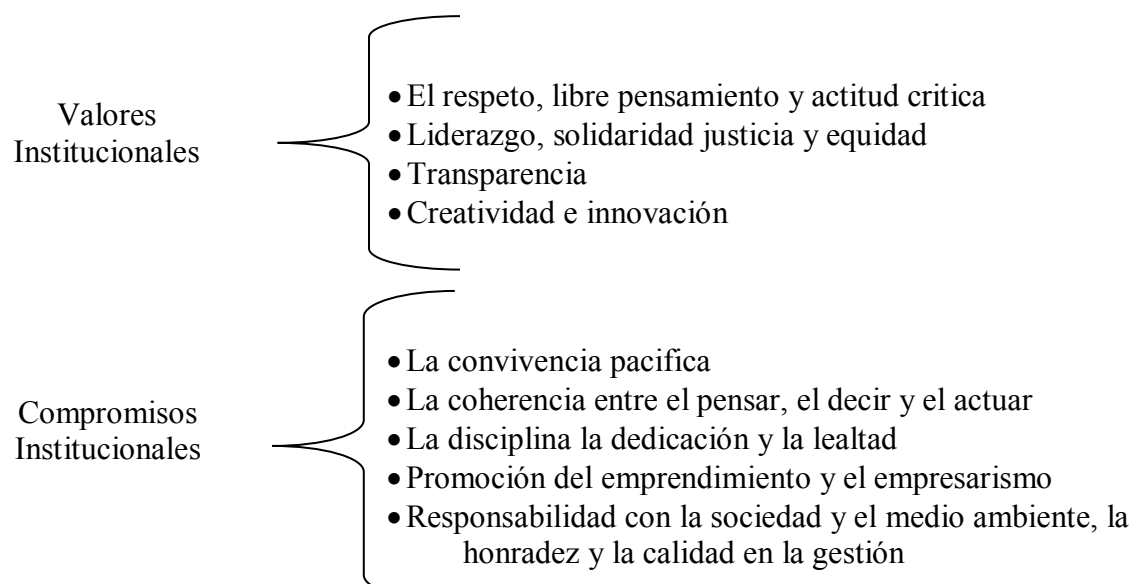 Valores
Institucionales
• El respeto, libre pensamiento y actitud critica
• Liderazgo, solidaridad justicia y equidad
• Transparencia
• Creatividad e innovación
Compromisos
Institucionales
• La convivencia pacifica
• La coherencia entre el pensar, el decir y el actuar
• La disciplina la dedicación y la lealtad
• Promoción del emprendimiento y el empresarismo
• Responsabilidad con la sociedad y el medio ambiente, la
honradez y la calidad en la gestión